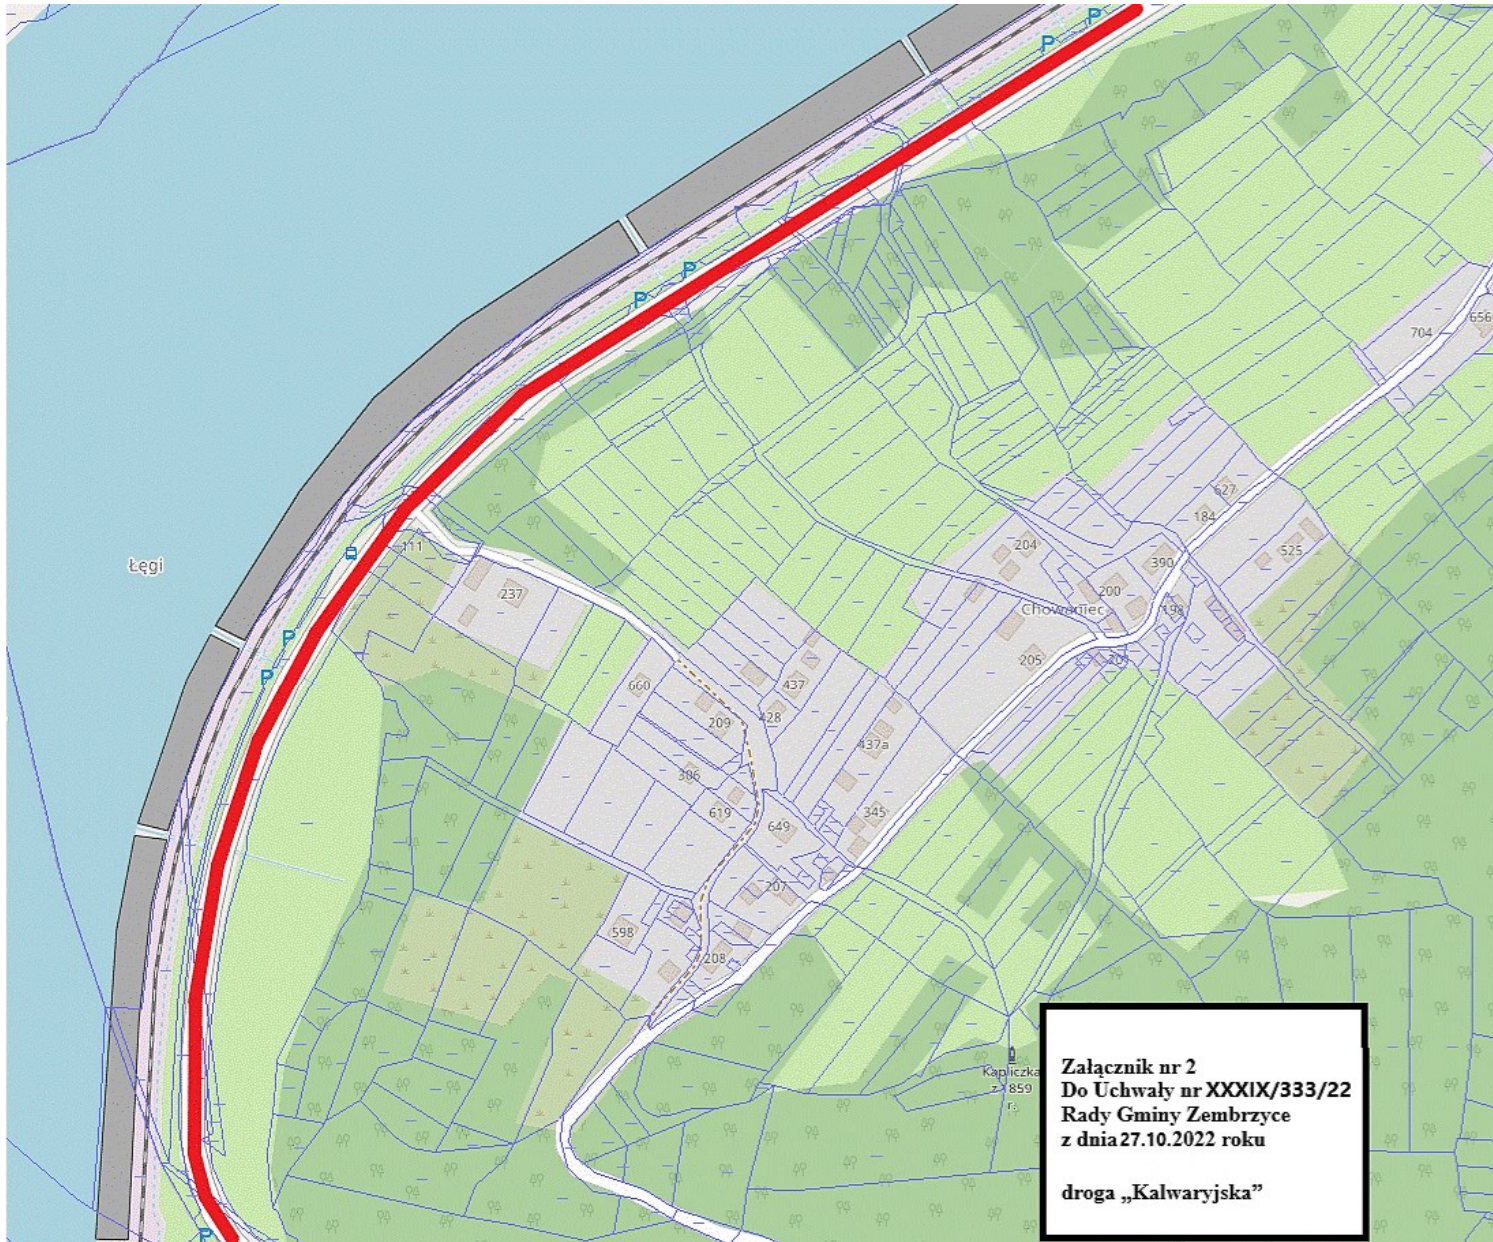 P
P
P
P
704
656
627
184
111
Łęgi
204
525
390
237
200
Chowaniec
198
P
205
P
660
437
209
428
437a
306
619
649
345
207
598
208
Kapliczka
z 1859
r.
Załącznik nr 2
Do Uchwały nr XXXIX/333/22
Rady Gminy Zembrzyce
z dnia 27.10.2022 roku
droga „Kalwaryjska”
P